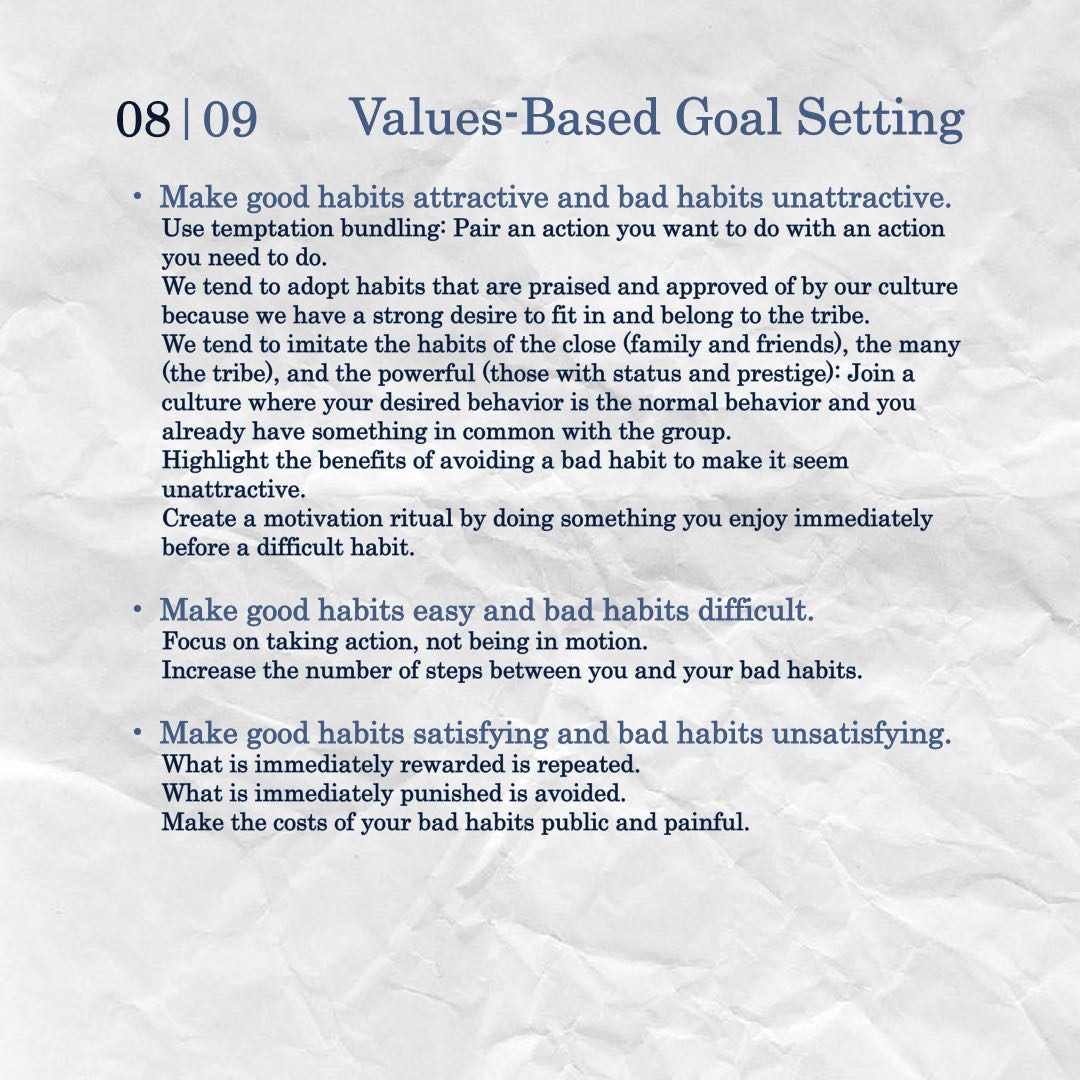 08|09 Values-Based Goal Setting
• Make good habits attractive and bad habits unattractive.
Use temptation bundling: Pair an action you want to do with an action
you need to do.
We tend to adopt habits that are praised and approved of by our culture
because we have a strong desire to fit in and belong to the tribe.
We tend to imitate the habits of the close (family and friends), the many
(the tribe), and the powerful (those with status and prestige): Join a
culture where your desired behavior is the normal behavior and you
already have something in common with the group.
Highlight the benefits of avoiding a bad habit to make it seem
unattractive.
Create a motivation ritual by doing something you enjoy immediately
before a difficult habit.
• Make good habits easy and bad habits difficult.
Focus on taking action, not being in motion.
Increase the number of steps between you and your bad habits.
• Make good habits satisfying and bad habits unsatisfying.
What is immediately rewarded is repeated.
What is immediately punished is avoided.
Make the costs of your bad habits public and painful.